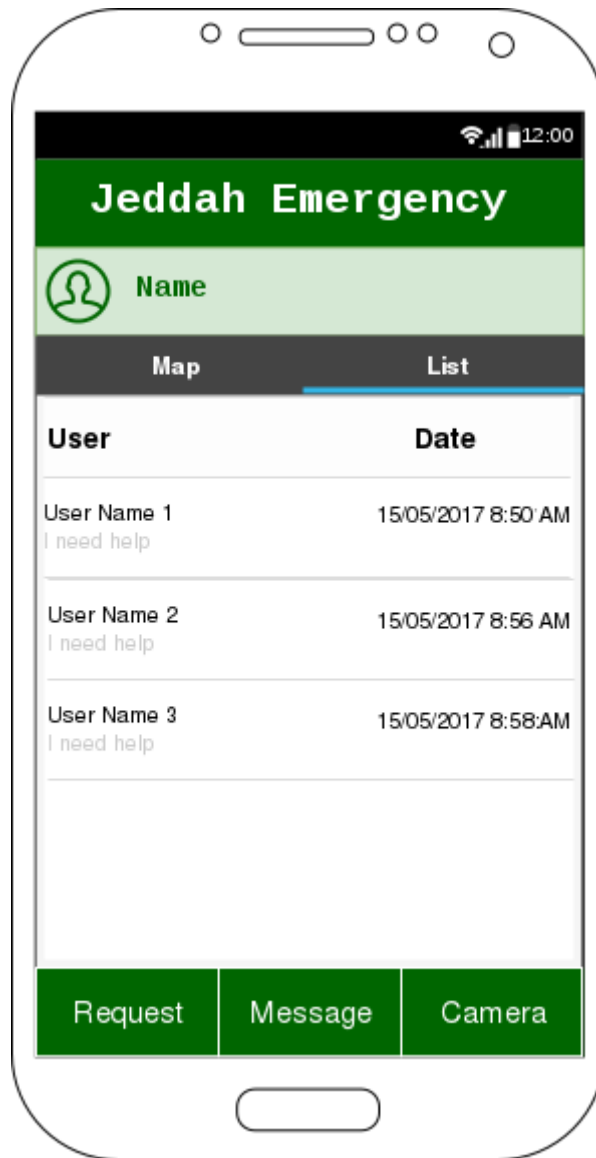 12:00
Jeddah Emergency
Name
Map List
User Date
User Name 1 15/05/2017 8:50 AM
I need help
User Name 2 15/05/2017 8:56 AM
I need help
User Name 3 15/05/2017 8:58:AM
I need help
Request Message Camera